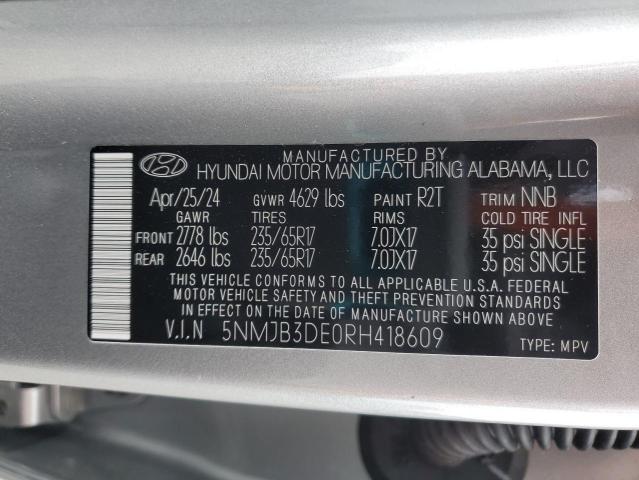 MANUFACTURED BY
HYUNDAI MOTOR MANUFACTURING ALABAMA, LLC
Apr/25/24 GVWR 4629 lbs PAINT R2T TRIM NNB
GAWR TIRES RIMS COLD TIRE INFL
FRONT 2778 lbs 235/65R17 7.0JX17 35 psi SINGLE
REAR 2646 lbs 235/65R17 7.0JX17 35 psi SINGLE
THIS VEHICLE CONFORMS TO ALL APPLICABLE U.S.A. FEDERAL
MOTOR VEHICLE SAFETY AND THEFT PREVENTION STANDARDS
IN EFFECT ON THE DATE OF MANUFACTURE SHOWN ABOVE.
V.I.N 5NMJB3DE0RH418609 TYPE: MPV